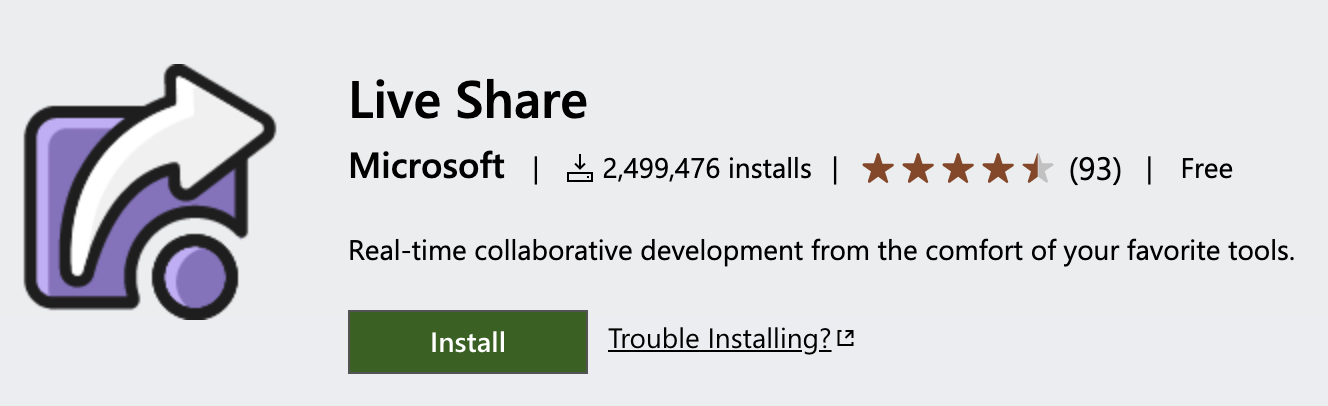 Live Share
Microsoft | 2,499,476 installs | (93) | Free
Real-time collaborative development from the comfort of your favorite tools.
Install Trouble Installing?